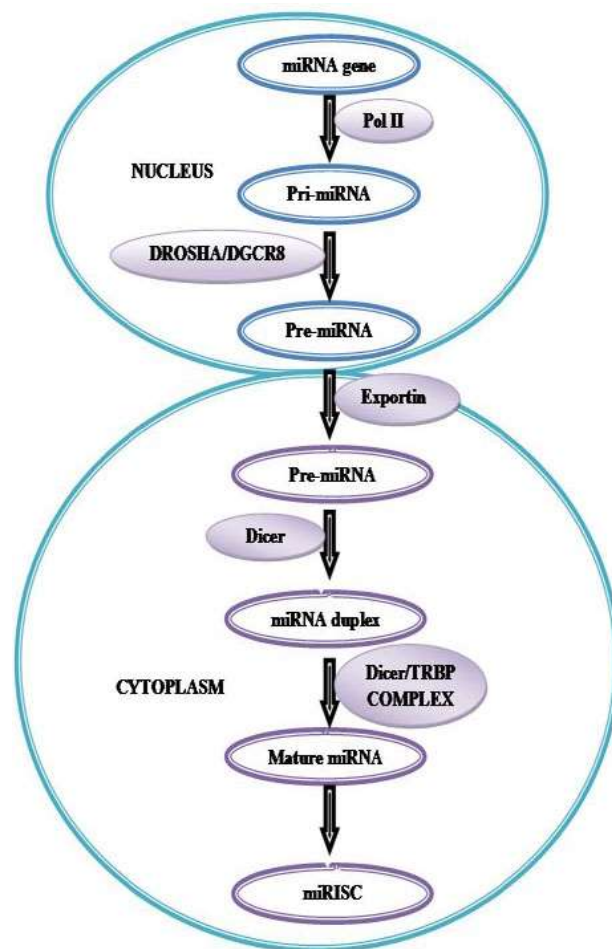 miRNA gene
Pol II
NUCLEUS
Pri-miRNA
DROSHA/DGCR8
Pre-miRNA
Exportin
Pre-miRNA
Dicer
miRNA duplex
Dicer/TRBP
COMPLEX
CYTOPLASM
Mature miRNA
miRISC